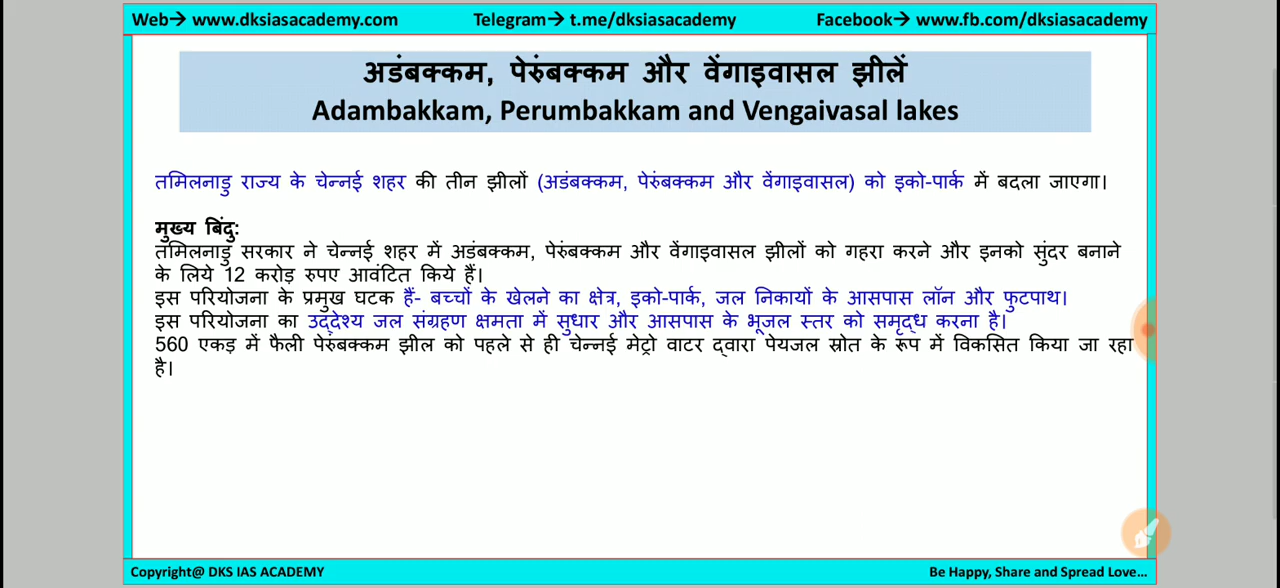 Web→ www.dksiasacademy.com Telegram→ t.me/dksiasacademy Facebook→ www.fb.com/dksiasacademy
अडंबक्कम, पेरुंबक्कम और वेंगाइवासल झीलें
Adambakkam, Perumbakkam and Vengaivasal lakes
तमिलनाडु राज्य के चेन्नई शहर की तीन झीलों (अडंबक्कम, पेरुंबक्कम और वेंगाइवासल) को इको-पार्क में बदला जाएगा।
मुख्य बिंदु:
तमिलनाडु सरकार ने चेन्नई शहर में अडंबक्कम, पेरुंबक्कम और वेंगाइवासल झीलों को गहरा करने और इनको सुंदर बनाने
के लिये 12 करोड़ रुपए आवंटित किये हैं।
इस परियोजना के प्रमुख घटक हैं- बच्चों के खेलने का क्षेत्र, इको-पार्क, जल निकायों के आसपास लॉन और फुटपाथ।
इस परियोजना का उद्देश्य जल संग्रहण क्षमता में सुधार और आसपास के भूजल स्तर को समृद्ध करना है।
560 एकड़ में फैली पेरुंबक्कम झील को पहले से ही चेन्नई मेट्रो वाटर द्वारा पेयजल स्रोत के रूप में विकसित किया जा रहा
है।
Copyright@ DKS IAS ACADEMY Be Happy, Share and Spread Love...